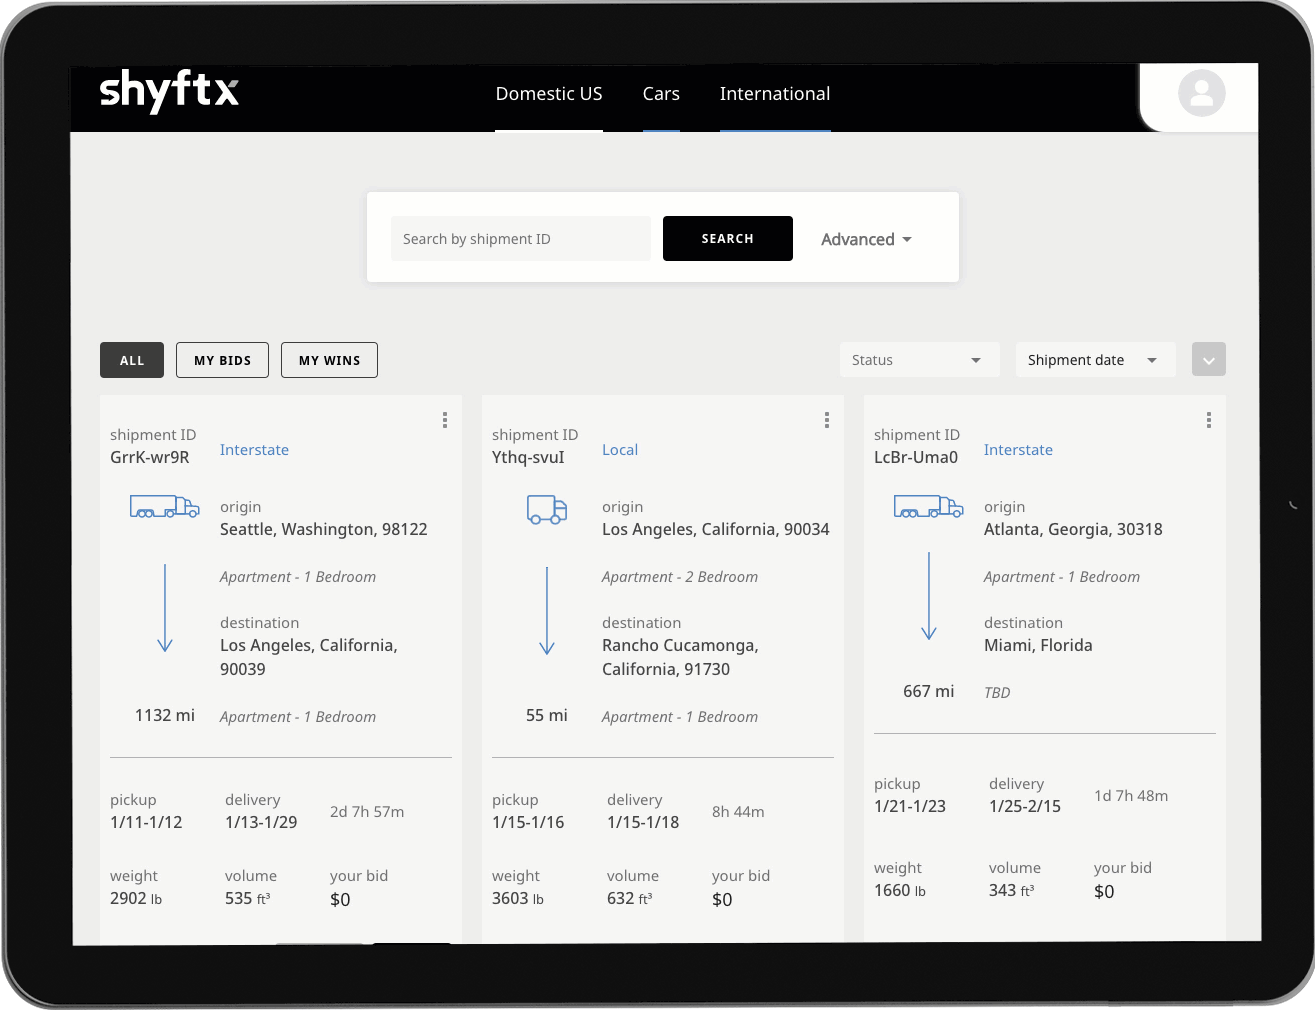 shyftx
Domestic US Cars International
Search by shipment ID SEARCH Advanced
ALL MY BIDS MY WINS Status Shipment date
shipment ID
GrrK-wr9R
Interstate
origin
Seattle, Washington, 98122
Apartment - 1 Bedroom
destination
Los Angeles, California,
90039
1132 mi Apartment - 1 Bedroom
pickup delivery
1/11-1/12 1/13-1/29 2d 7h 57m
weight volume your bid
2902 lb 535 ft³ $0
shipment ID
Ythq-svuI
Local
origin
Los Angeles, California, 90034
Apartment - 2 Bedroom
destination
Rancho Cucamonga,
California, 91730
55 mi Apartment - 1 Bedroom
pickup delivery
1/15-1/16 1/15-1/18 8h 44m
weight volume your bid
3603 lb 632 ft³ $0
shipment ID
LcBr-Uma0
Interstate
origin
Atlanta, Georgia, 30318
Apartment - 1 Bedroom
destination
Miami, Florida
667 mi TBD
pickup delivery
1/21-1/23 1/25-2/15 1d 7h 48m
weight volume your bid
1660 lb 343 ft³ $0